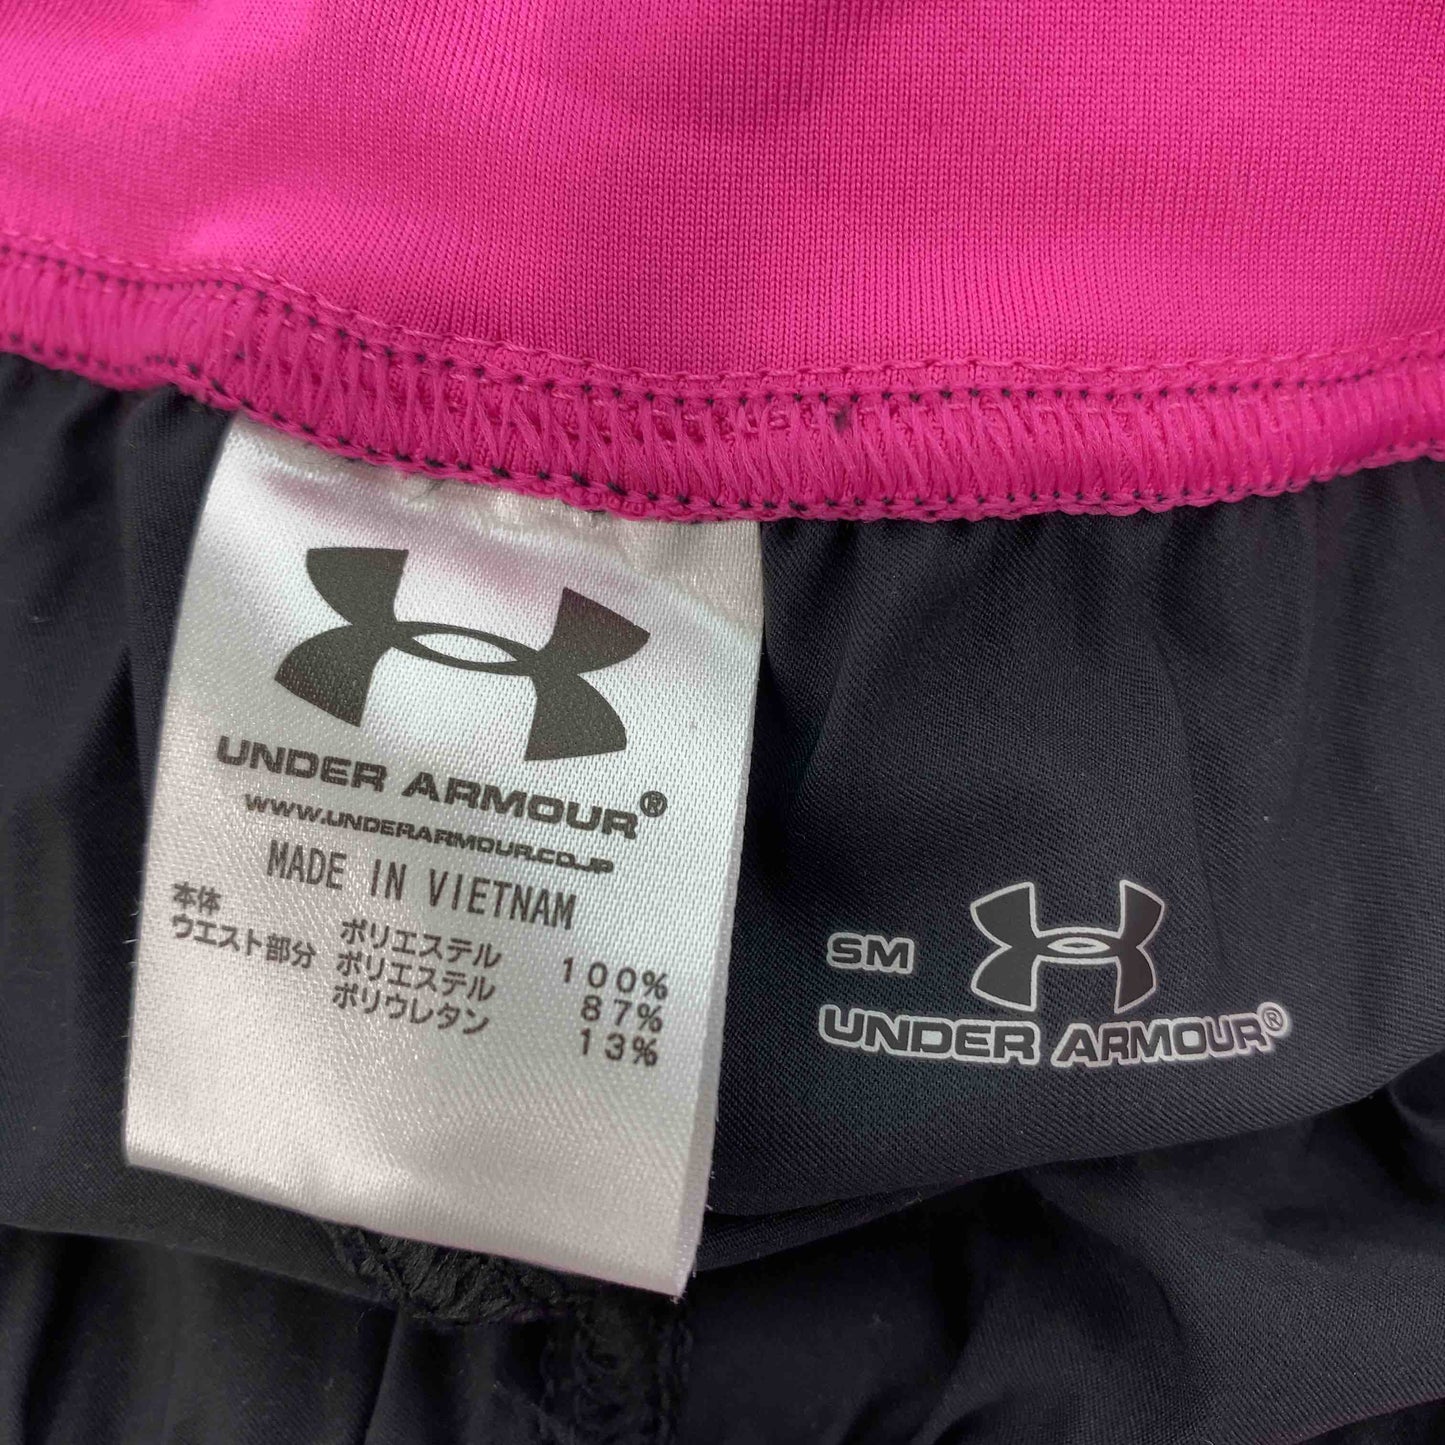 UNDER ARMOUR®
WWW.UNDERARMOUR.CO.JP
MADE IN VIETNAM
本体 ポリエステル 100%
ウエスト部分 ポリエステル 87%
ポリウレタン 13%
SM
UNDER ARMOUR®